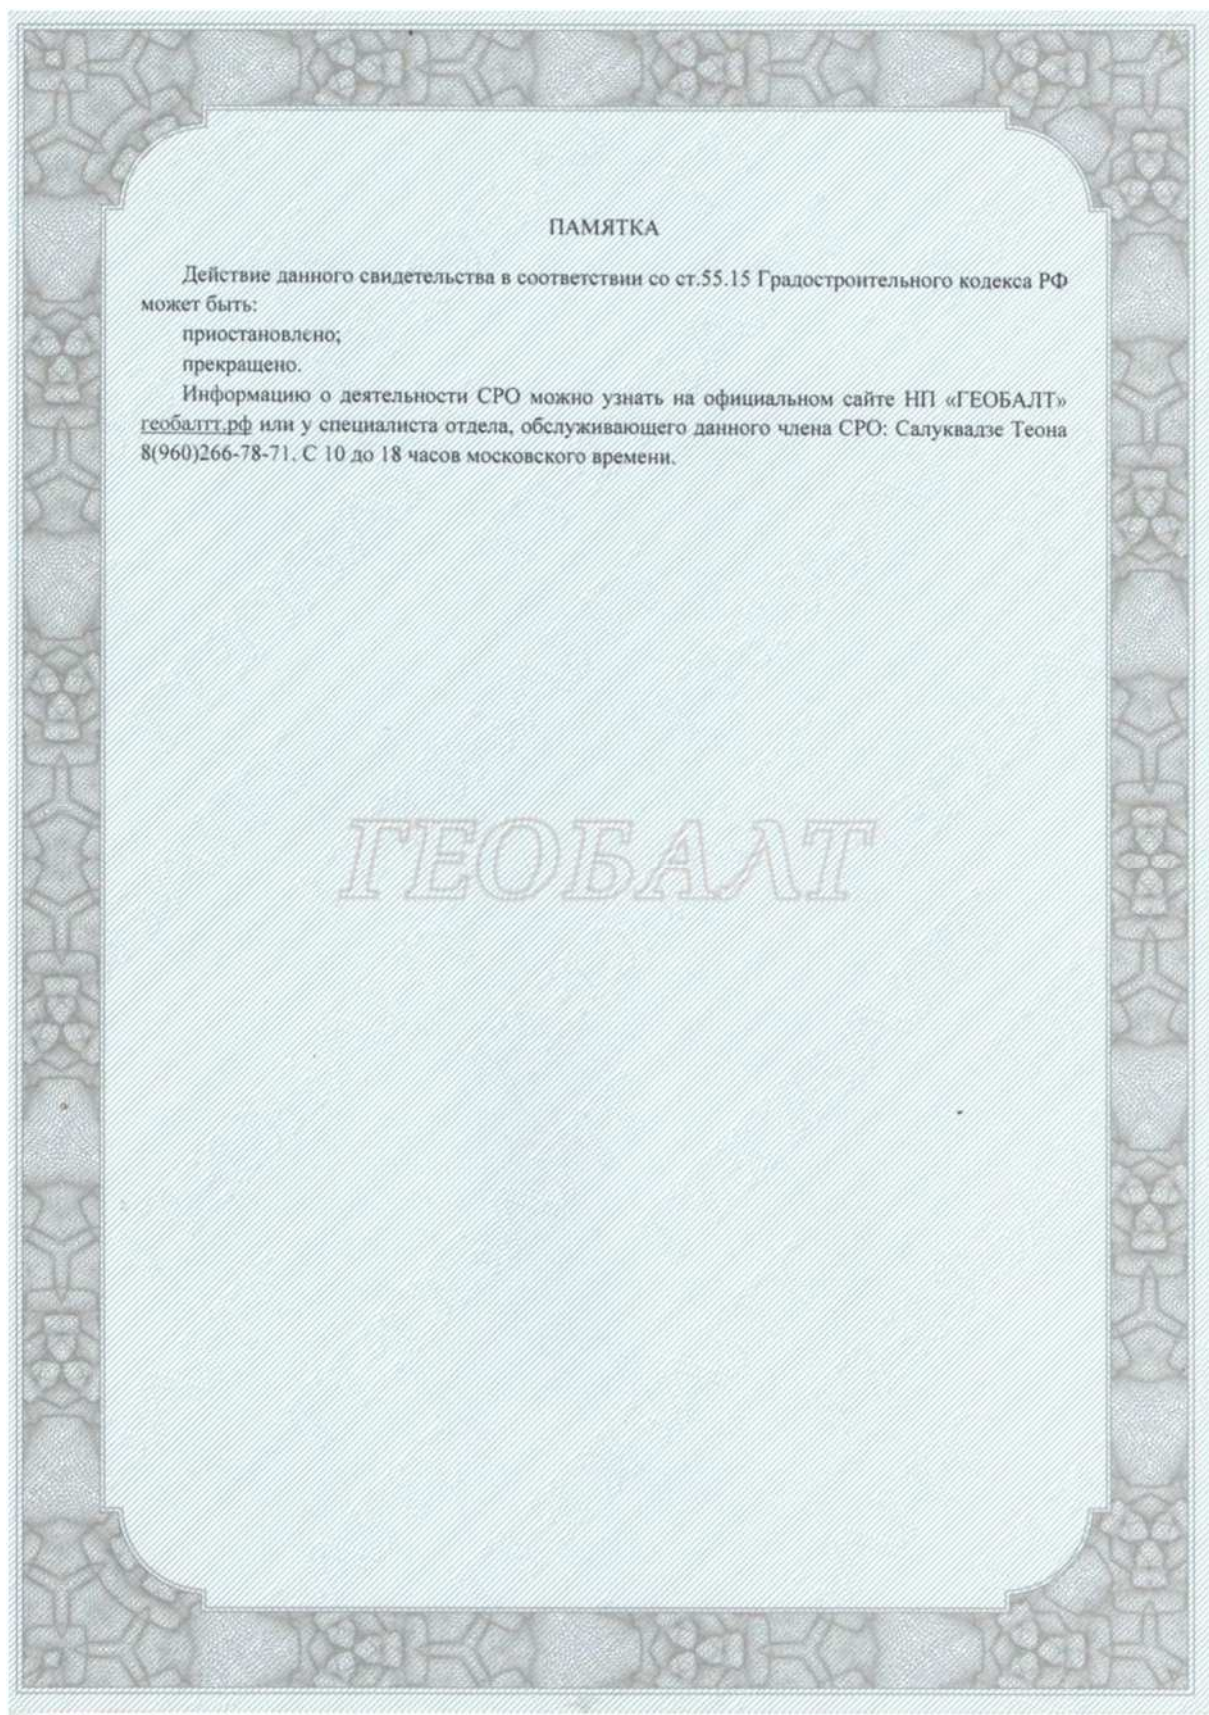 ПАМЯТКА
Действие данного свидетельства в соответствии со ст.55.15 Градостроительного кодекса РФ
может быть:
приостановлено;
прекращено.
Информацию о деятельности СРО можно узнать на официальном сайте НП «ГЕОБАЛТ»
геобалтт.рф или у специалиста отдела, обслуживающего данного члена СРО: Салуквадзе Теона
8(960)266-78-71. С 10 до 18 часов московского времени.
ГЕОБАЛТ